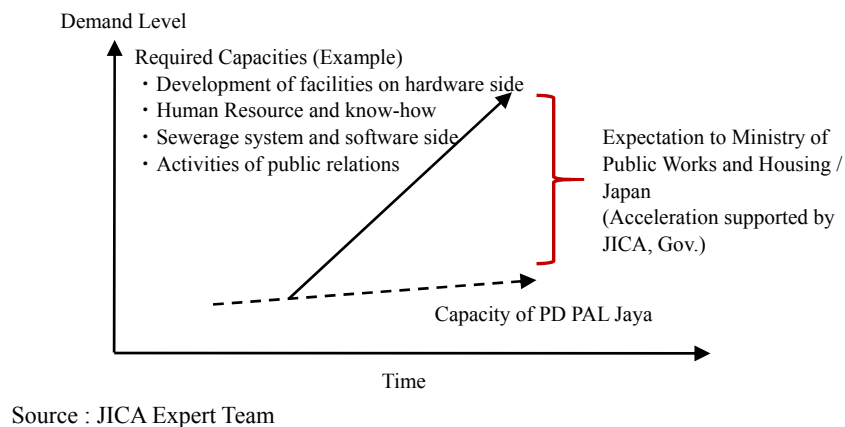 Demand Level
Required Capacities (Example)
・Development of facilities on hardware side
・Human Resource and know-how
・Sewerage system and software side
・Activities of public relations
Expectation to Ministry of
Public Works and Housing /
Japan
(Acceleration supported by
JICA, Gov.)
Capacity of PD PAL Jaya
Time
Source : JICA Expert Team